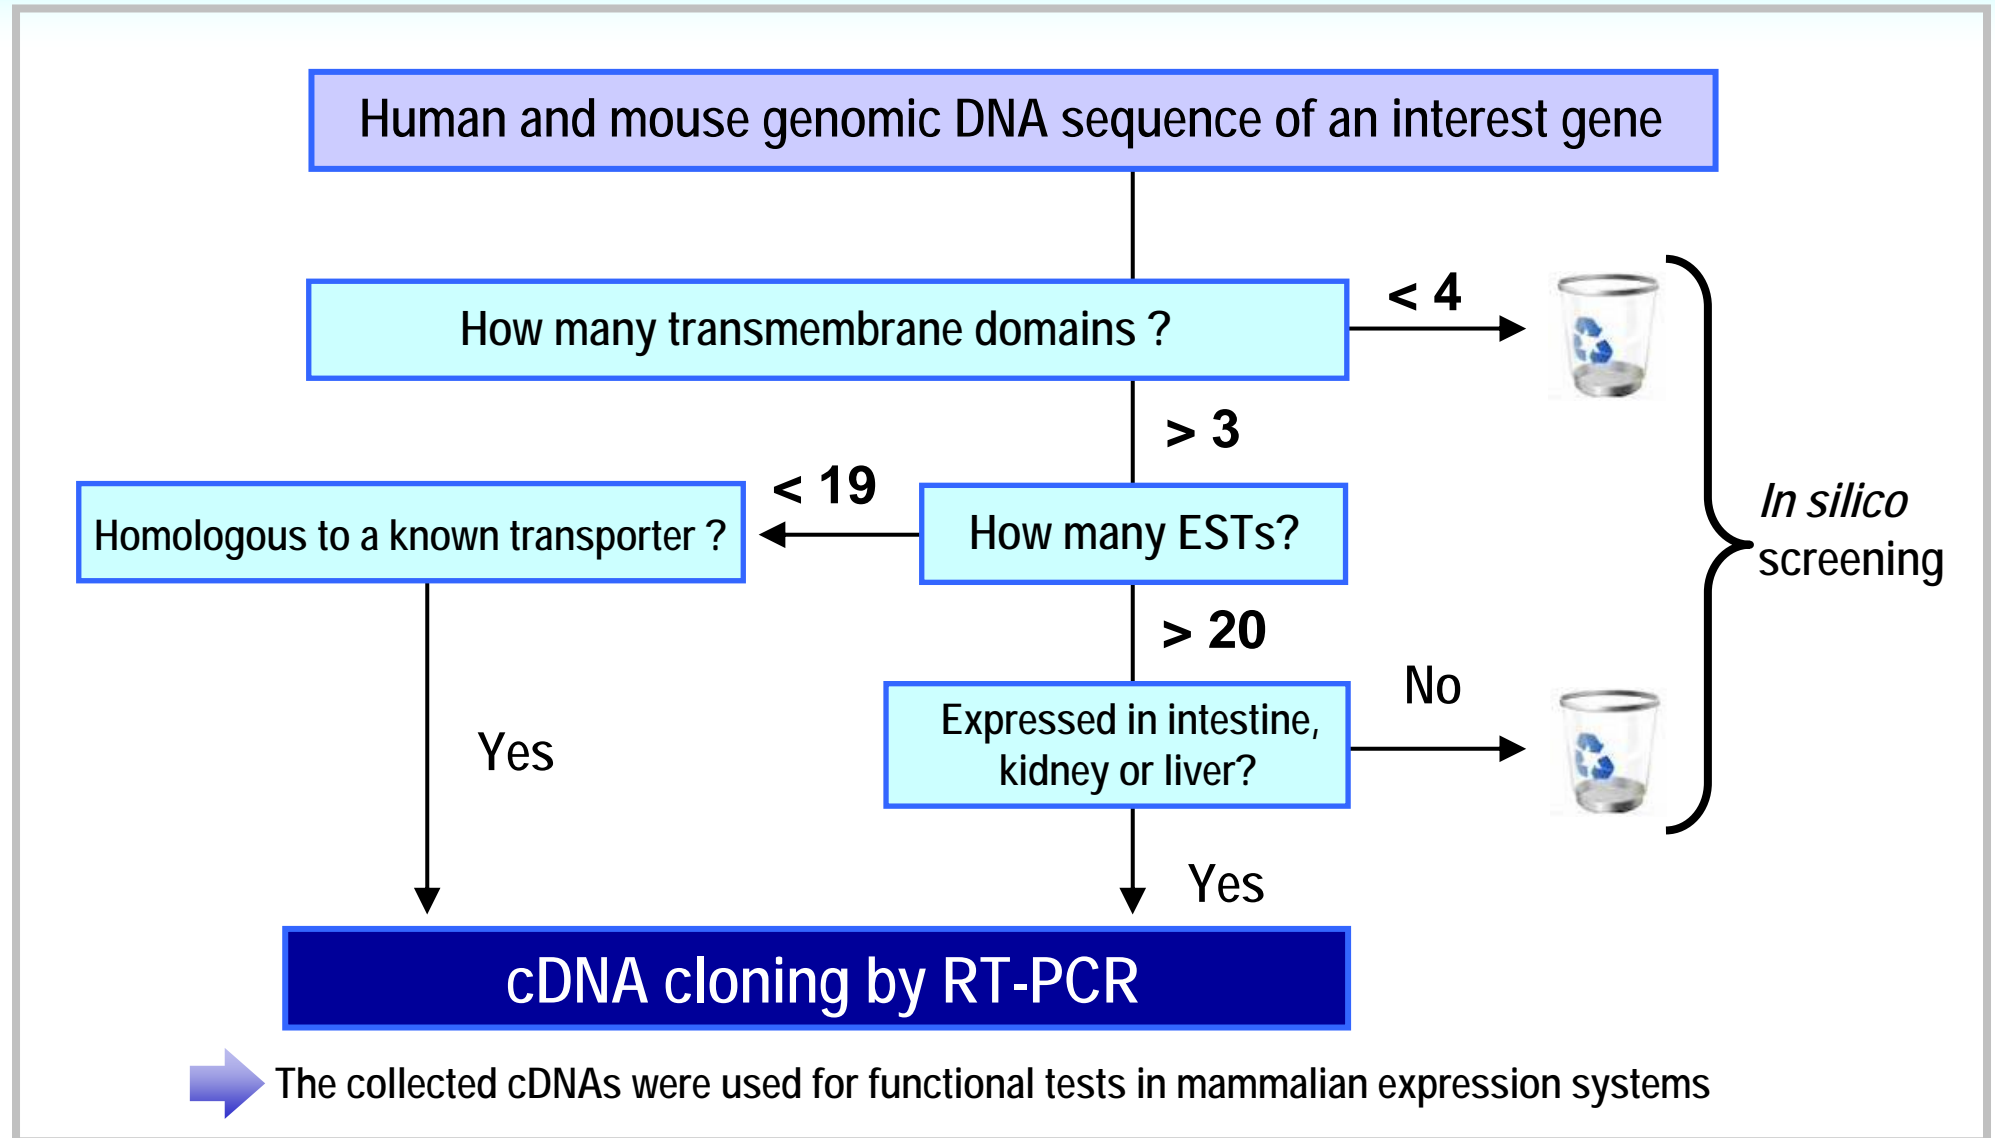 Human and mouse genomic DNA sequence of an interest gene
How many transmembrane domains ?
< 4
> 3
Homologous to a known transporter ?
< 19
How many ESTs?
In silico
screening
> 20
Expressed in intestine,
kidney or liver?
No
Yes
Yes
cDNA cloning by RT-PCR
The collected cDNAs were used for functional tests in mammalian expression systems